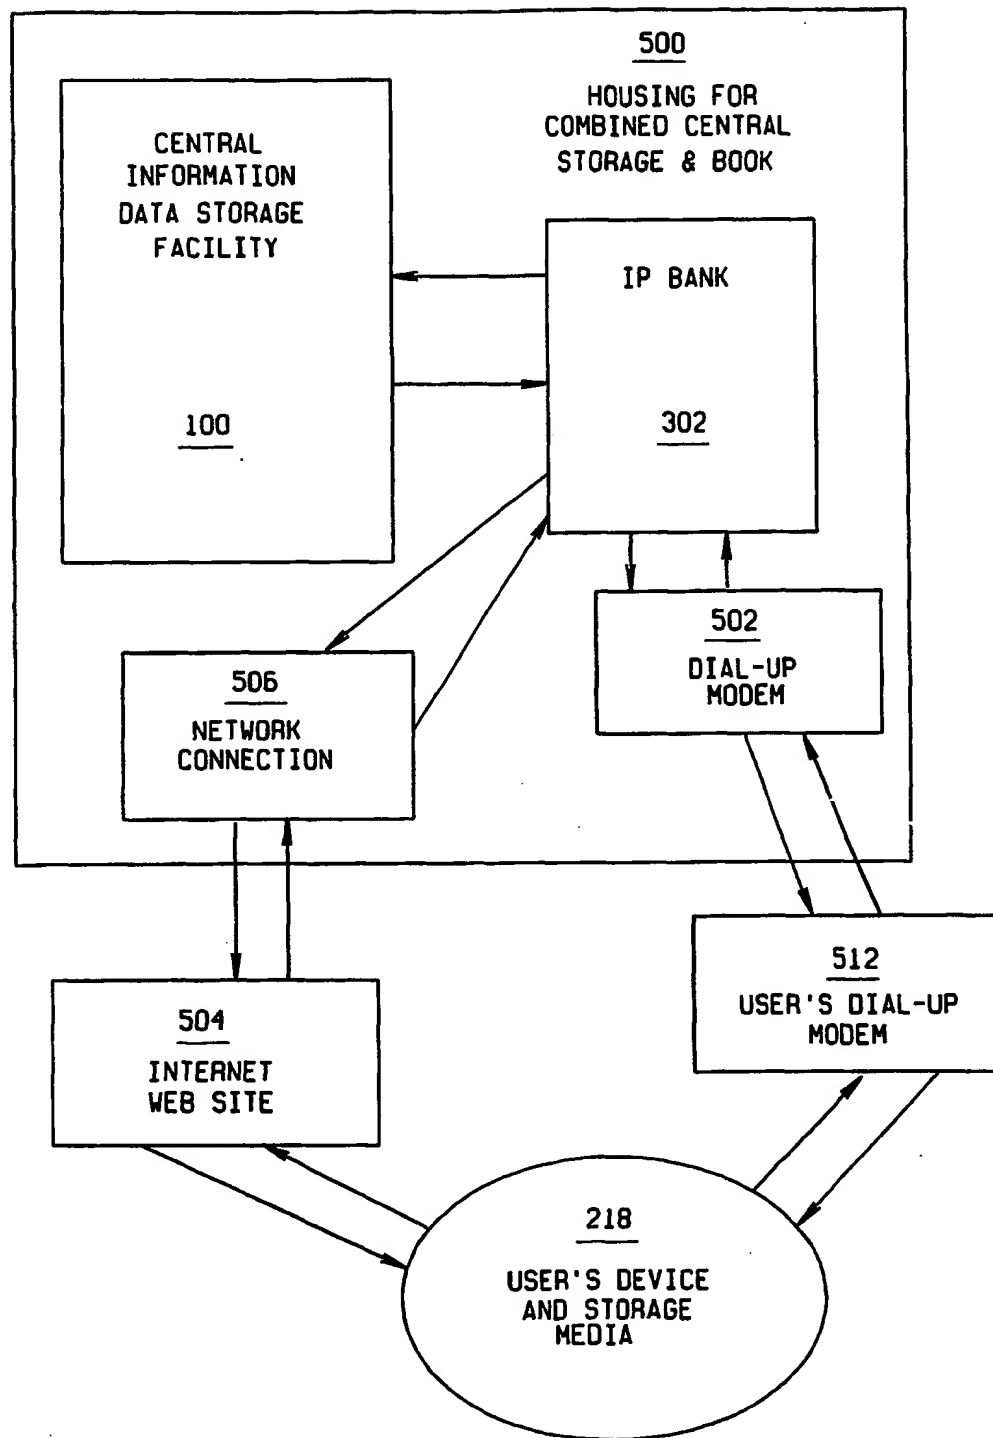 500
HOUSING FOR
COMBINED CENTRAL
STORAGE & BOOK
CENTRAL
INFORMATION
DATA STORAGE
FACILITY
100
IP BANK
302
502
DIAL-UP
MODEM
506
NETWORK
CONNECTION
504
INTERNET
WEB SITE
512
USER'S DIAL-UP
MODEM
218
USER'S DEVICE
AND STORAGE
MEDIA